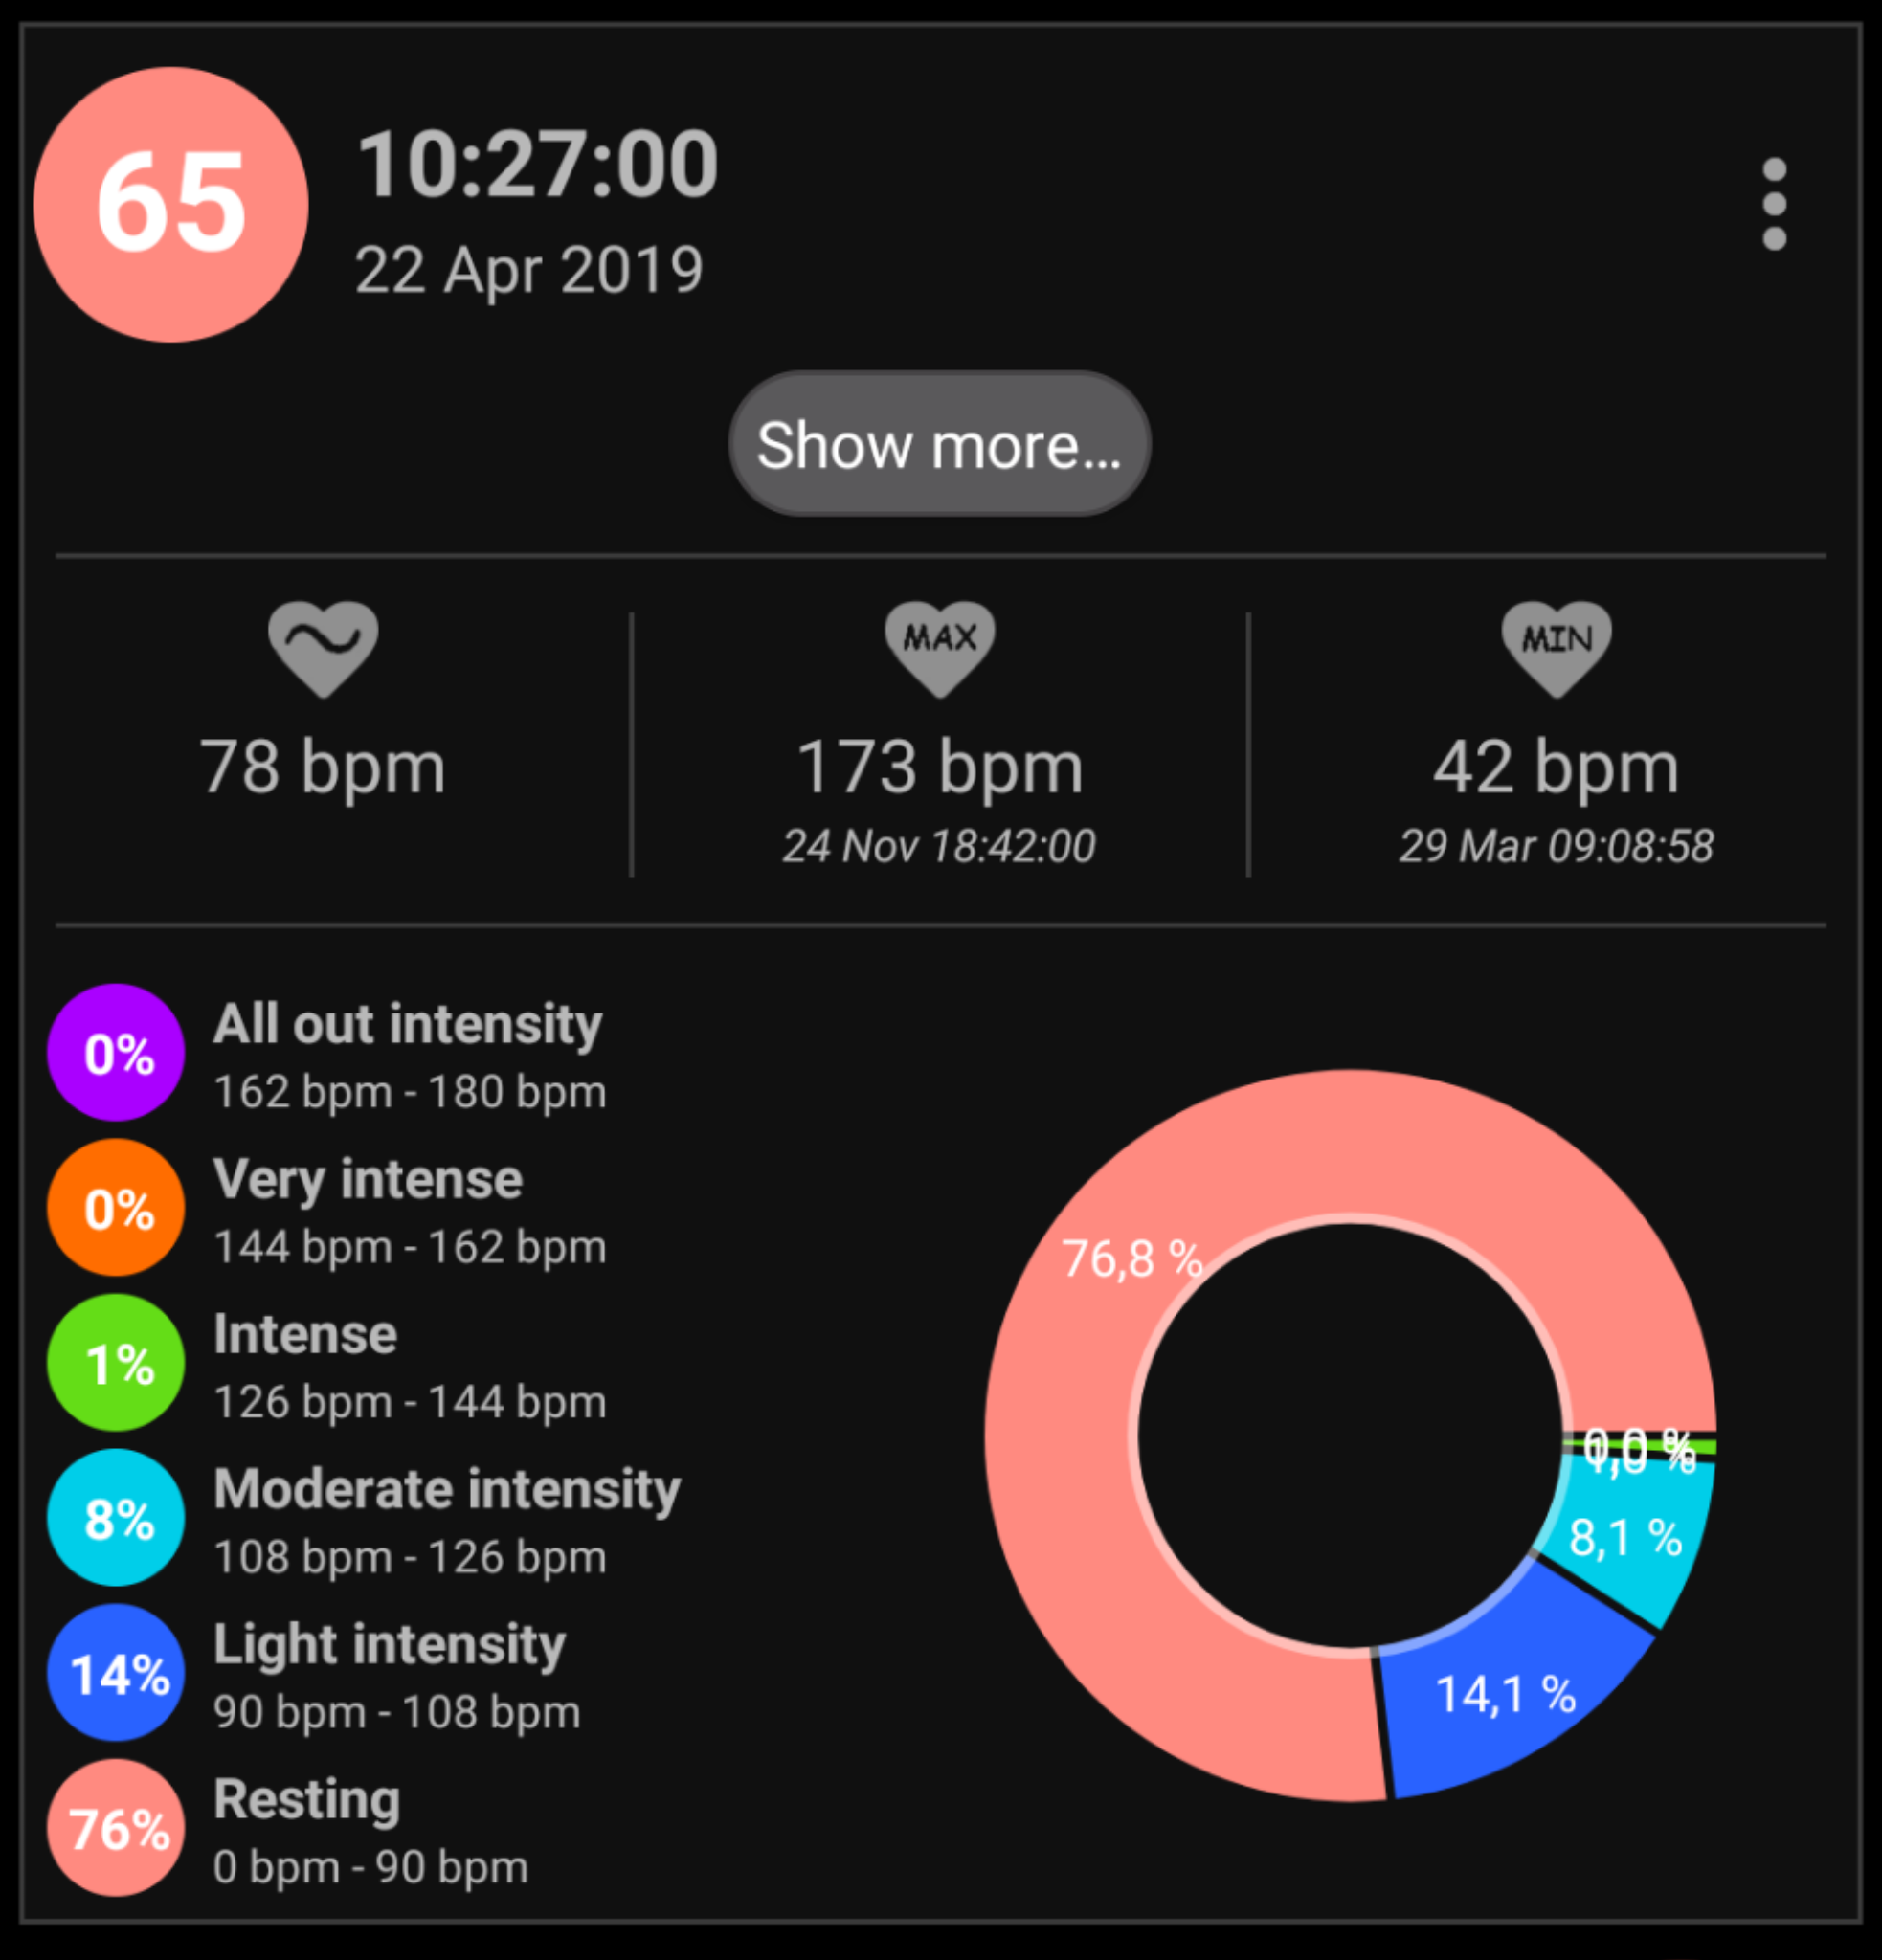 65
10:27:00
22 Apr 2019
Show more...
MAX
MIN
78 bpm
173 bpm
42 bpm
24 Nov 18:42:00
29 Mar 09:08:58
0%
All out intensity
162 bpm - 180 bpm
0%
Very intense
144 bpm - 162 bpm
1%
Intense
126 bpm - 144 bpm
8%
Moderate intensity
108 bpm - 126 bpm
14%
Light intensity
90 bpm - 108 bpm
76%
Resting
0 bpm - 90 bpm
76,8 %
8,1 %
14,1 %